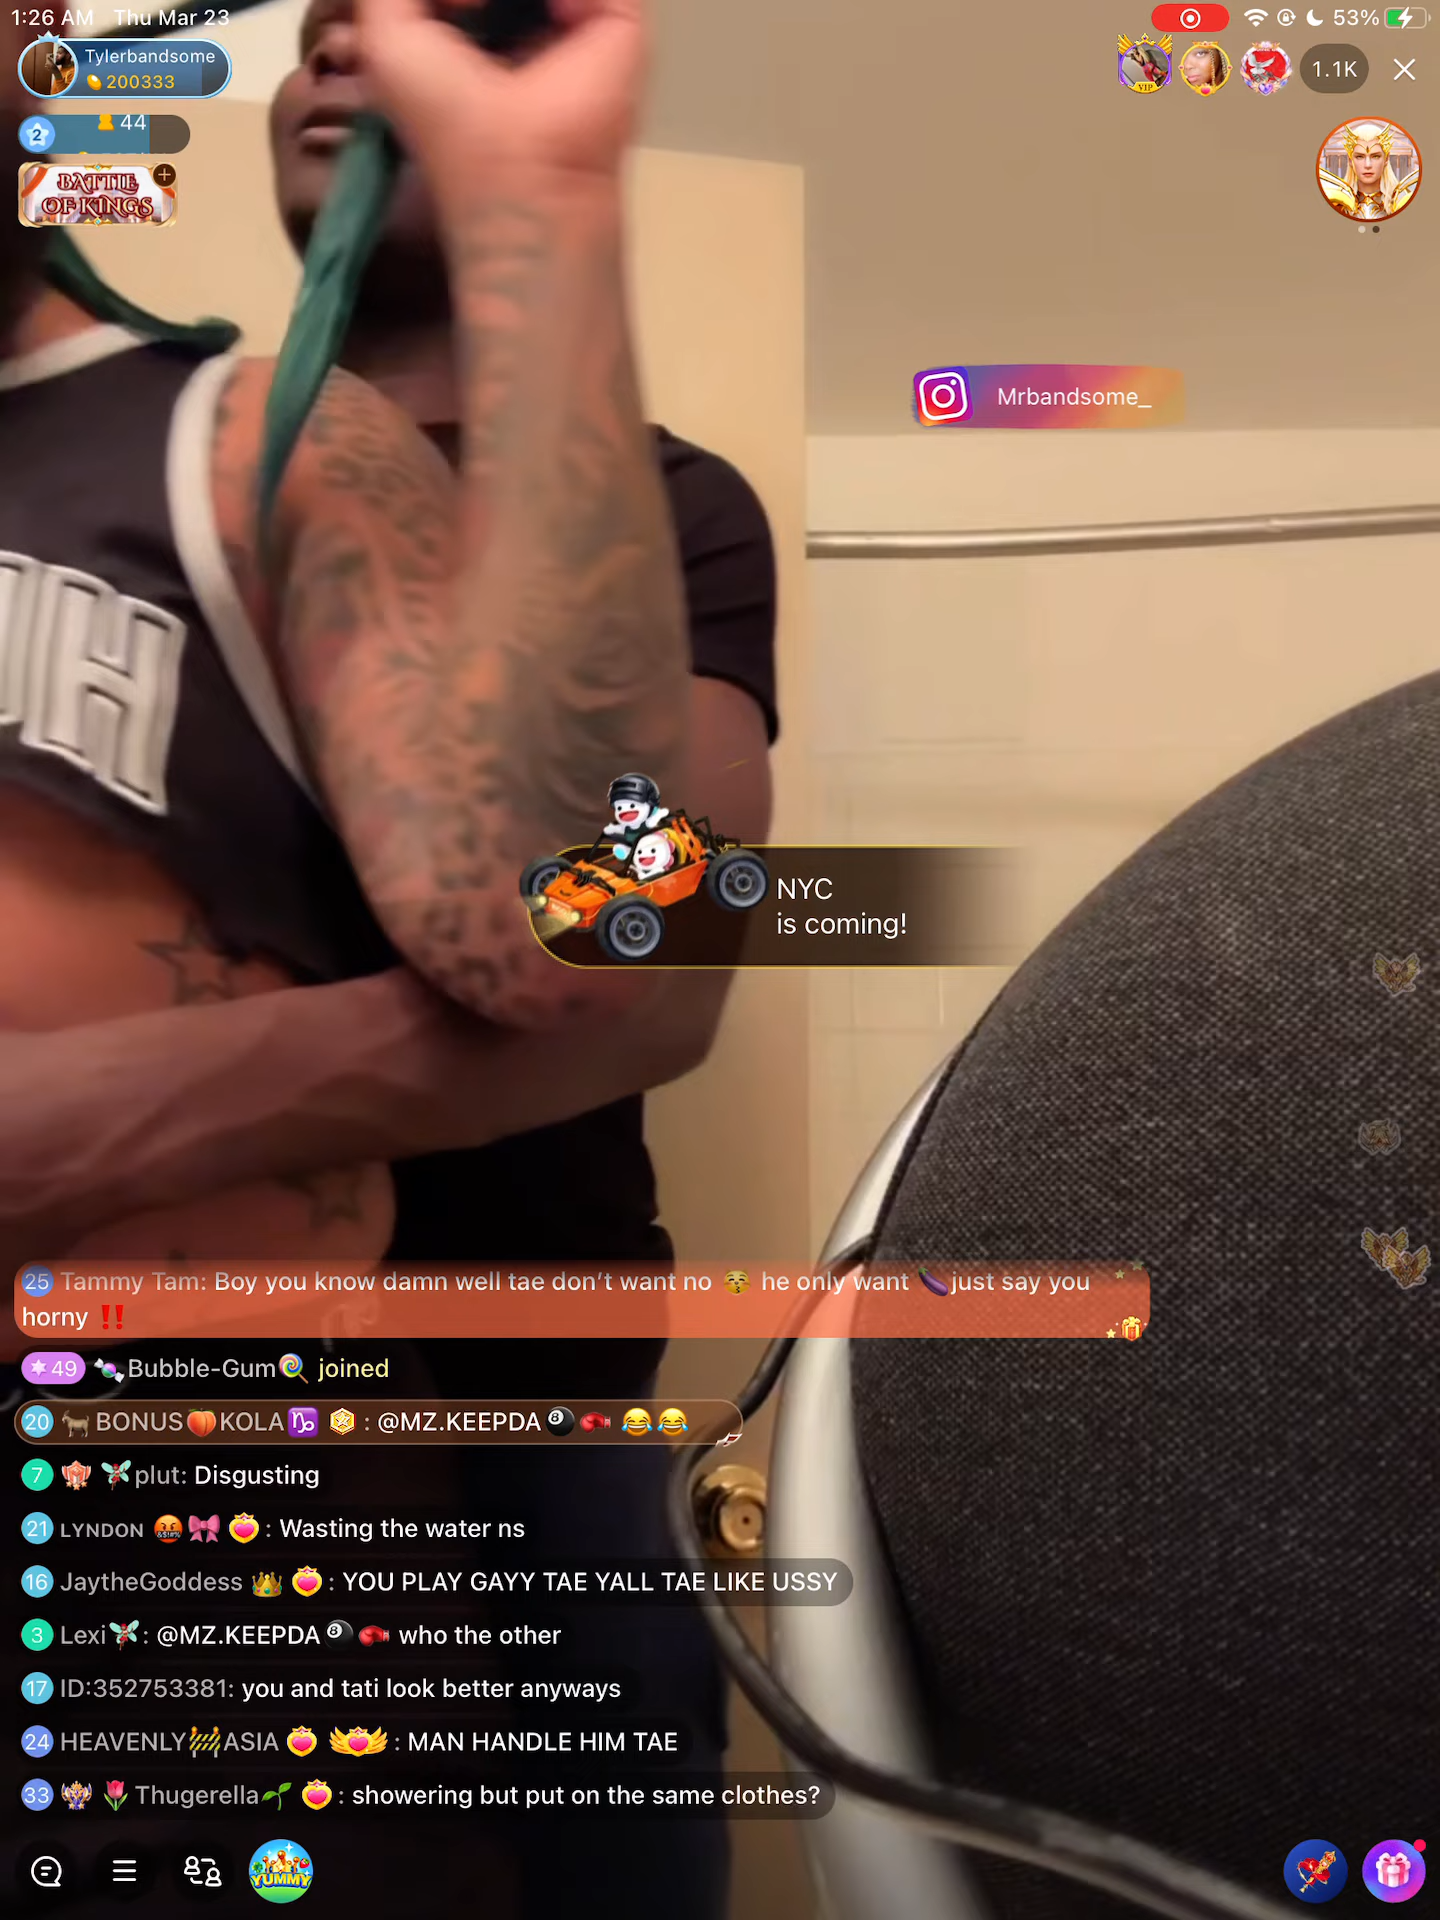 1:26 AM Thu Mar 23
53%
Tylerbandsome
200333
VIP
1.1K
2
44
BATTLE
OF KINGS
Mrbandsome_
NYC
is coming!
25 Tammy Tam: Boy you know damn well tae don't want no 😚 he only want 🍆just say you
horny ‼️
49 🍬Bubble-Gum🍭 joined
20 🐐BONUS🍑KOLA♑ : @MZ.KEEPDA🎱🥊 😂😂
7 plut: Disgusting
21 LYNDON 🤬🎀 : Wasting the water ns
16 JaytheGoddess 👑 : YOU PLAY GAYY TAE YALL TAE LIKE USSY
3 Lexi: @MZ.KEEPDA🎱🥊 who the other
17 ID:352753381: you and tati look better anyways
24 HEAVENLY🚧ASIA : MAN HANDLE HIM TAE
33 🌷Thugerella🌱 : showering but put on the same clothes?
YUMMY